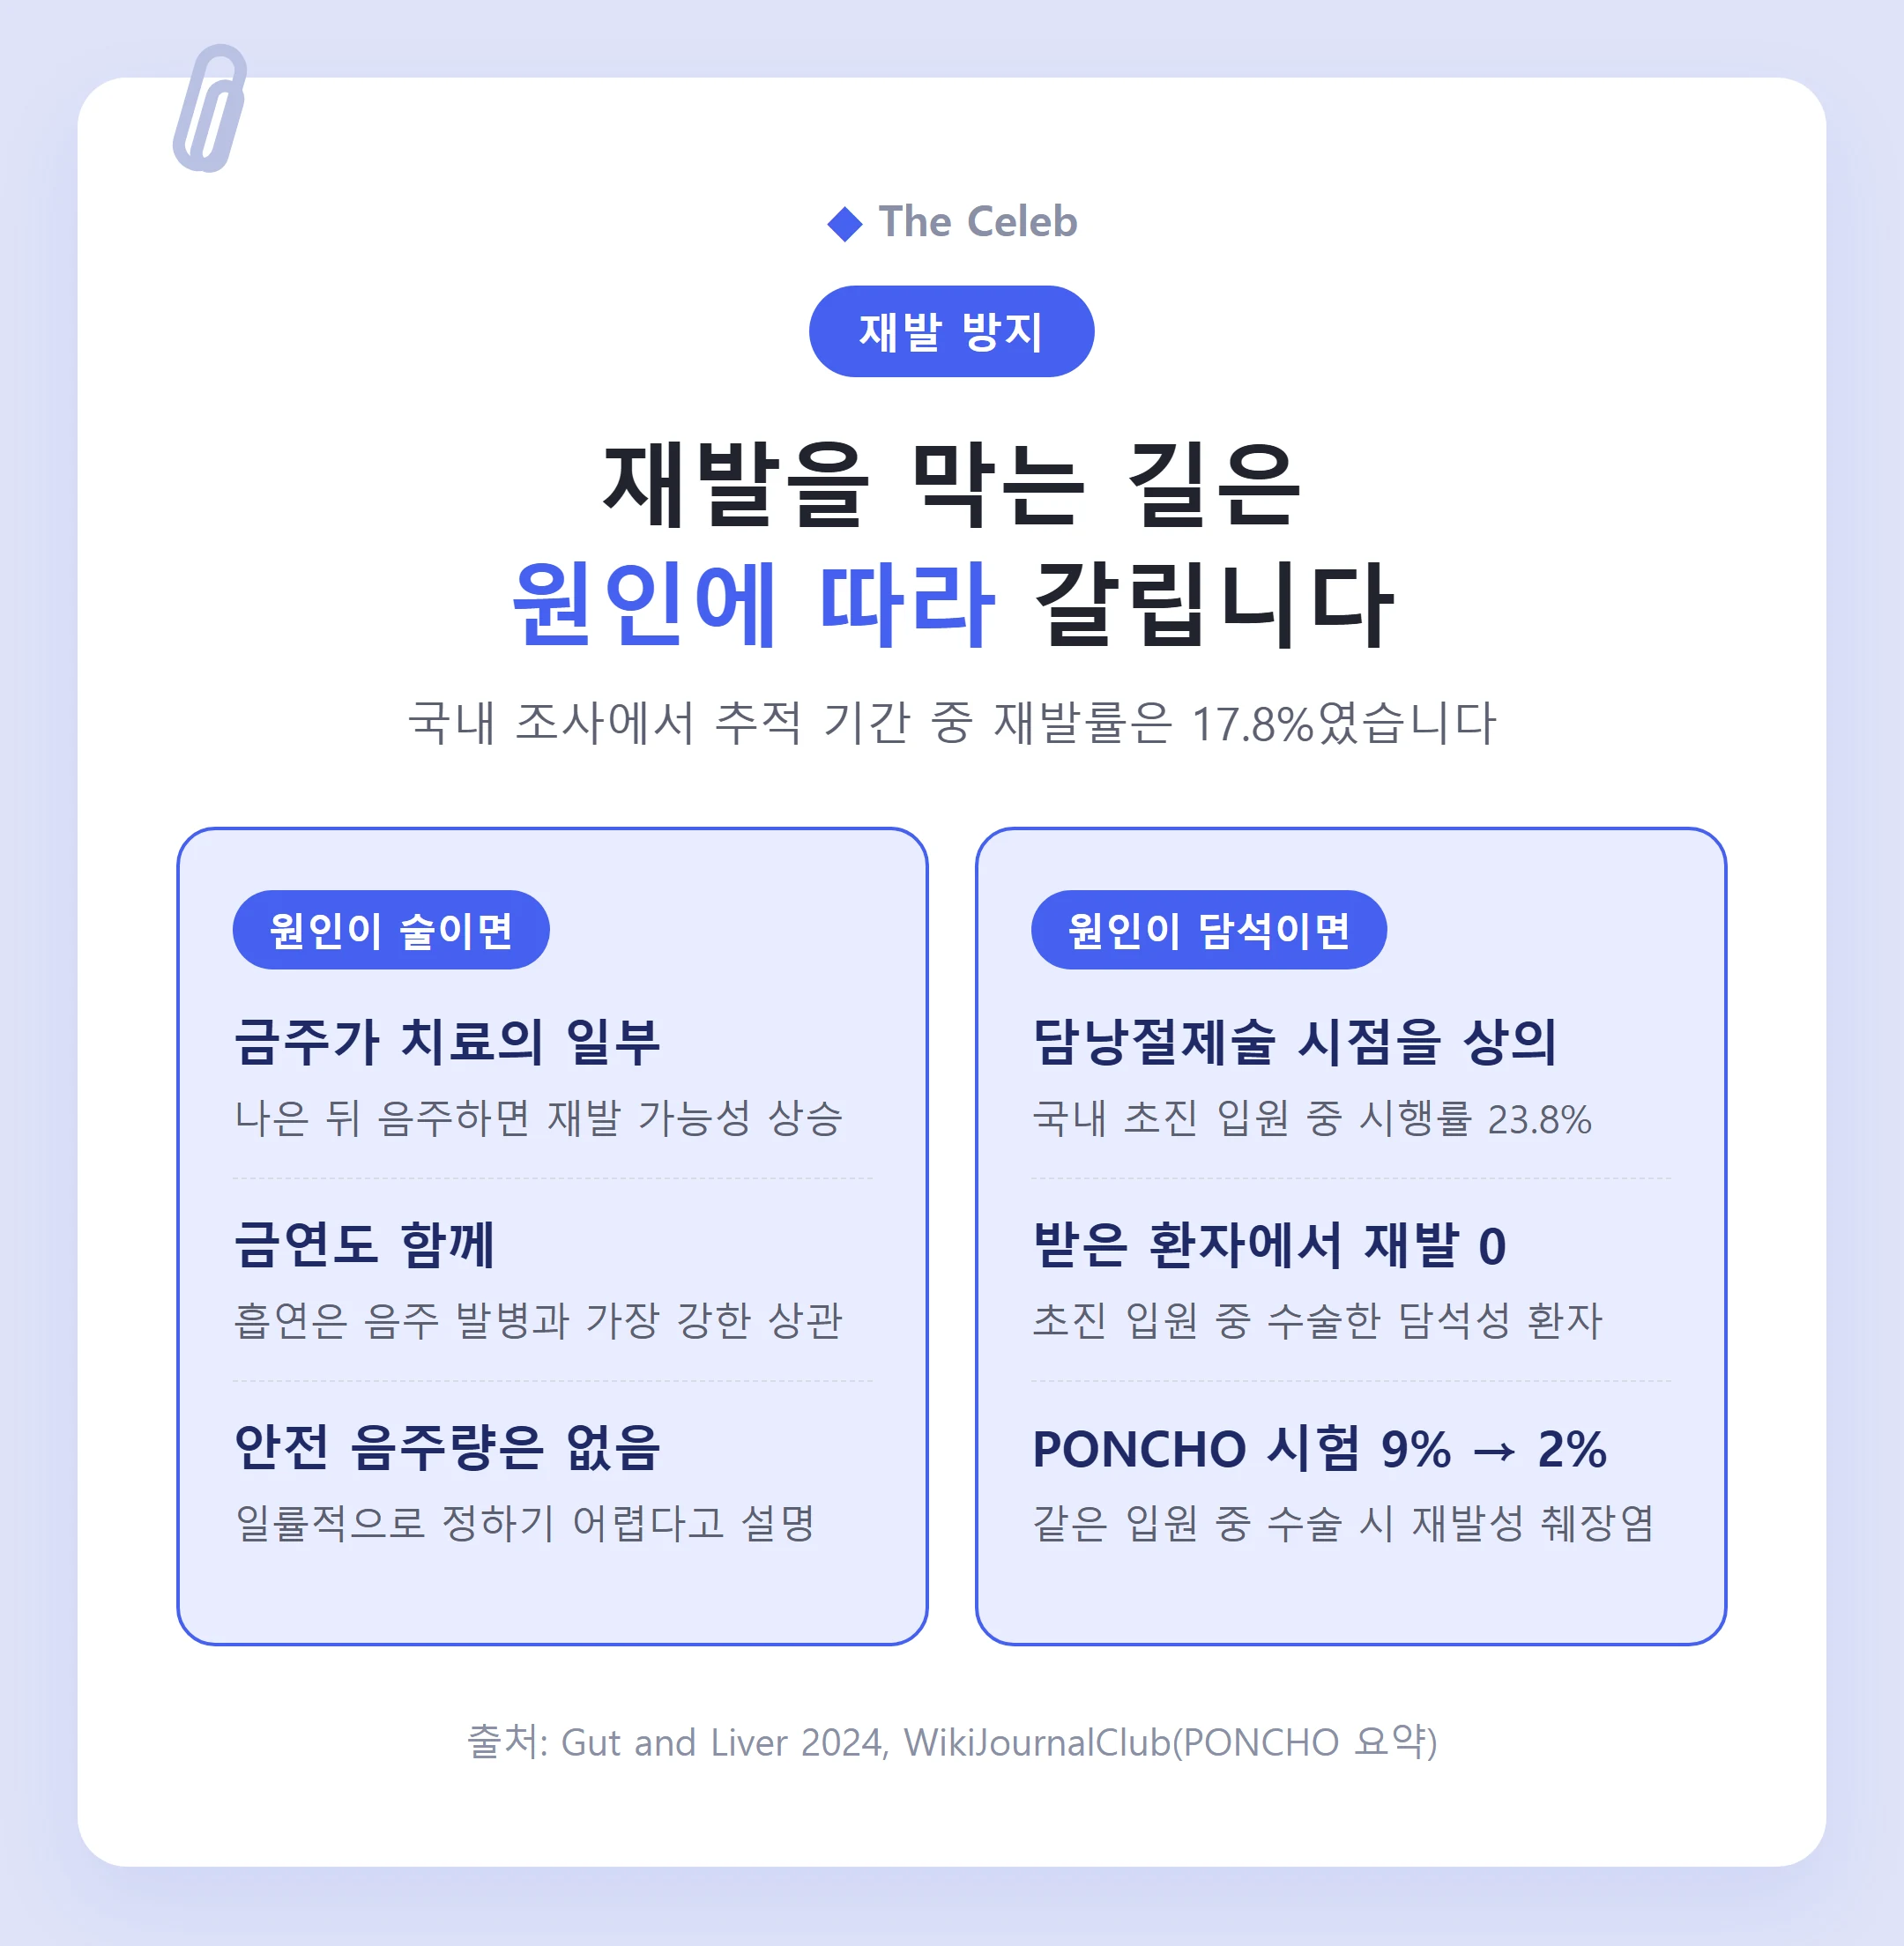 ◆ The Celeb
재발 방지
재발을 막는 길은
원인에 따라 갈립니다
국내 조사에서 추적 기간 중 재발률은 17.8%였습니다
원인이 술이면
금주가 치료의 일부
나은 뒤 음주하면 재발 가능성 상승
금연도 함께
흡연은 음주 발병과 가장 강한 상관
안전 음주량은 없음
일률적으로 정하기 어렵다고 설명
원인이 담석이면
담낭절제술 시점을 상의
국내 초진 입원 중 시행률 23.8%
받은 환자에서 재발 0
초진 입원 중 수술한 담석성 환자
PONCHO 시험 9% → 2%
같은 입원 중 수술 시 재발성 췌장염
출처: Gut and Liver 2024, WikiJournalClub(PONCHO 요약)